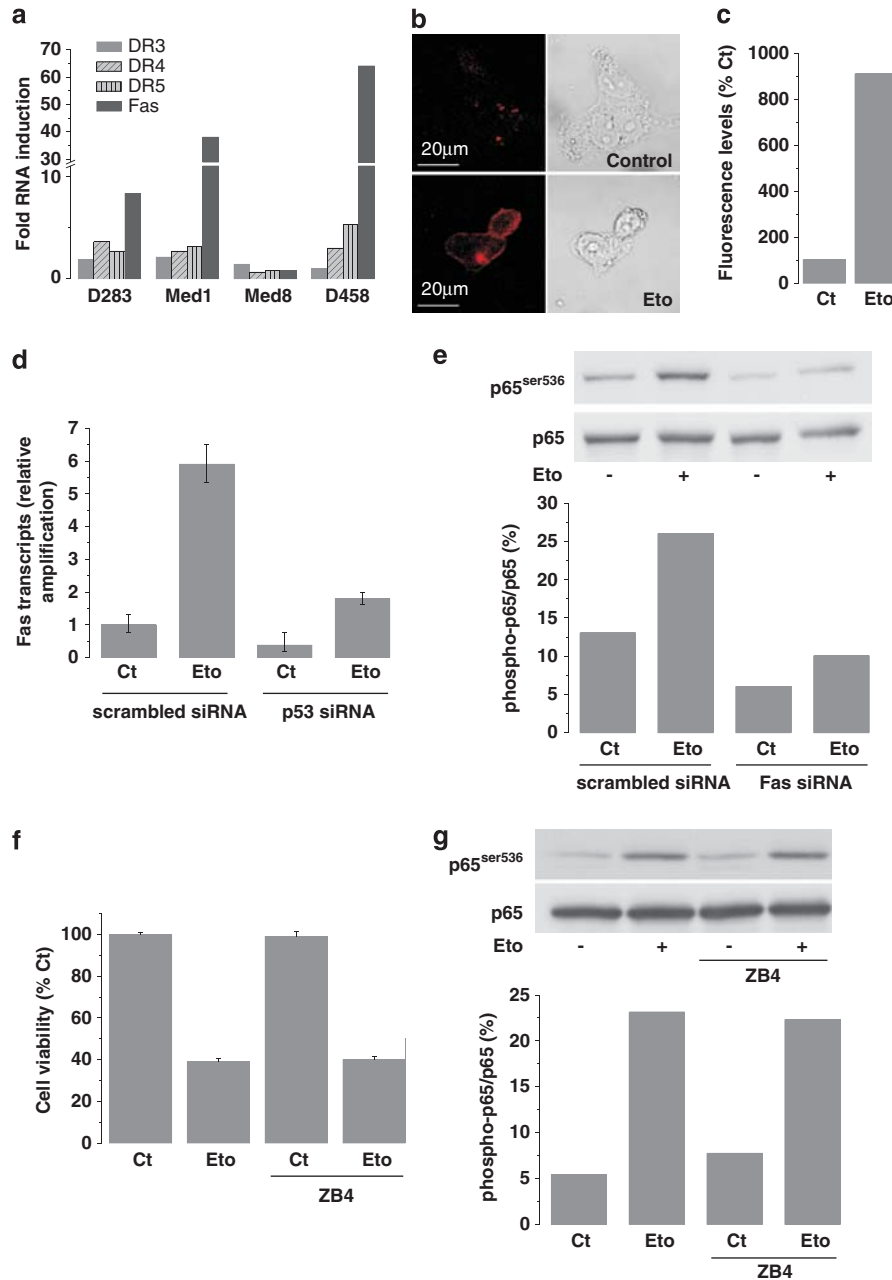 a
70
60
50
40
30
10
0
Fold RNA induction
DR3
DR4
DR5
Fas
D283 Med1 Med8 D458
b
20µm
Control
20µm
Eto
c
1000
800
600
400
200
0
Fluorescence levels (% Ct)
Ct Eto
d
7
6
5
4
3
2
1
0
Fas transcripts (relative
amplification)
Ct Eto Ct Eto
scrambled siRNA p53 siRNA
e
p65ser536
p65
Eto - + - +
30
25
20
15
10
5
0
phospho-p65/p65 (%)
Ct Eto Ct Eto
scrambled siRNA Fas siRNA
f
100
80
60
40
20
0
Cell viability (% Ct)
Ct Eto Ct Eto
ZB4
g
p65ser536
p65
Eto - + - +
ZB4
25
20
15
10
5
0
phospho-p65/p65 (%)
Ct Eto Ct Eto
ZB4